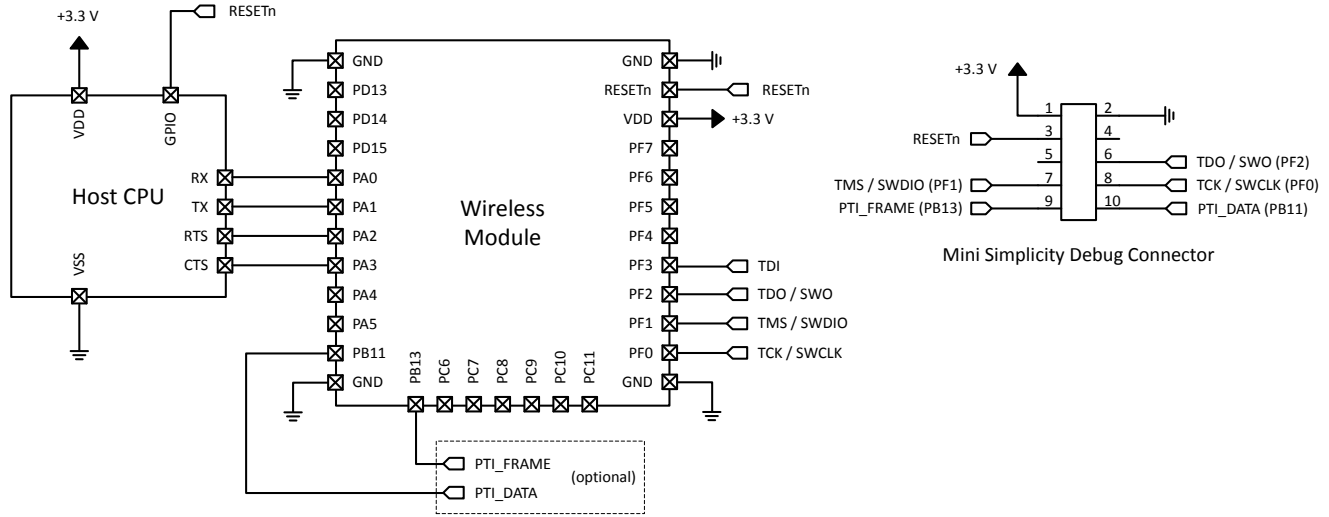 +3.3 V
RESETn
VDD
GPIO
Host CPU
RX
TX
RTS
CTS
VSS
GND
PD13
PD14
PD15
PA0
PA1
PA2
PA3
PA4
PA5
PB11
GND
Wireless
Module
PB13
PC6
PC7
PC8
PC9
PC10
PC11
GND
RESETn
RESETn
VDD
+3.3 V
PF7
PF6
PF5
PF4
PF3
TDI
PF2
TDO / SWO
PF1
TMS / SWDIO
PF0
TCK / SWCLK
GND
PTI_FRAME
(optional)
PTI_DATA
+3.3 V
1 2
RESETn 3 4
5 6 TDO / SWO (PF2)
TMS / SWDIO (PF1) 7 8 TCK / SWCLK (PF0)
PTI_FRAME (PB13) 9 10 PTI_DATA (PB11)
Mini Simplicity Debug Connector